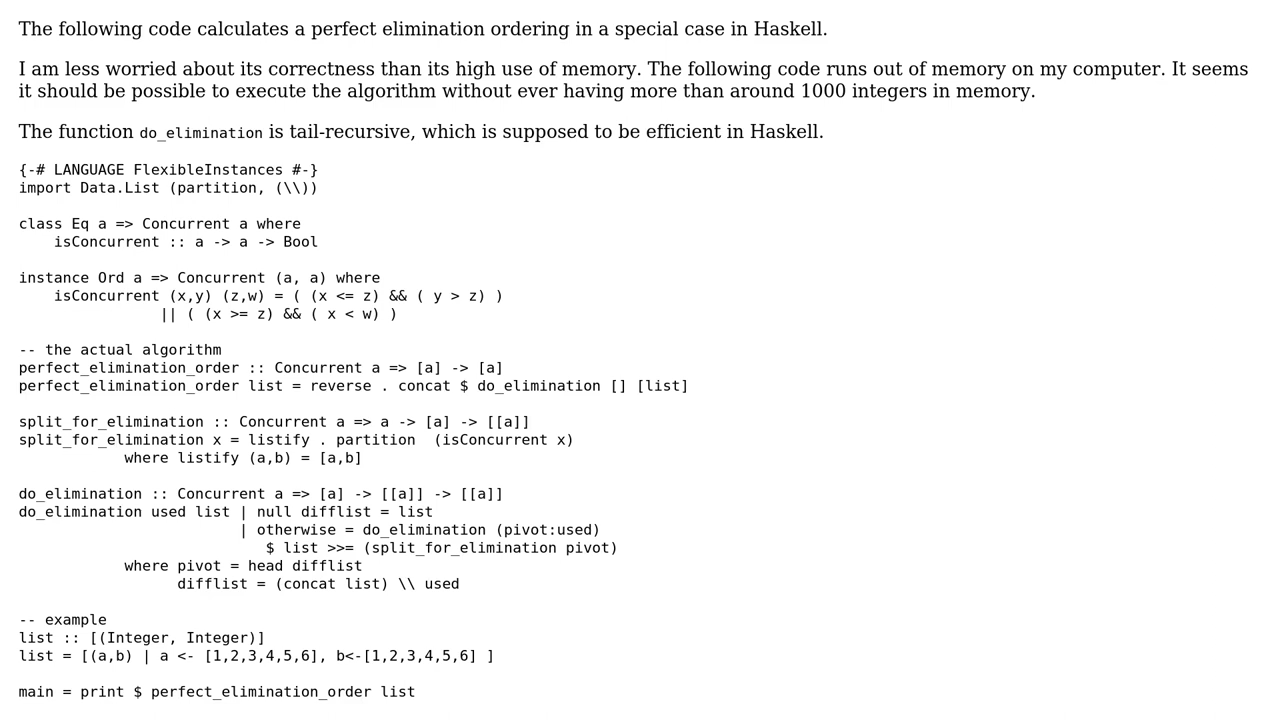 The following code calculates a perfect elimination ordering in a special case in Haskell.
I am less worried about its correctness than its high use of memory. The following code runs out of memory on my computer. It seems
it should be possible to execute the algorithm without ever having more than around 1000 integers in memory.
The function do_elimination is tail-recursive, which is supposed to be efficient in Haskell.
{-# LANGUAGE FlexibleInstances #-}
import Data.List (partition, (\\))
class Eq a => Concurrent a where
    isConcurrent :: a -> a -> Bool
instance Ord a => Concurrent (a, a) where
    isConcurrent (x,y) (z,w) = ( (x <= z) && ( y > z) )
                || ( (x >= z) && ( x < w) )
-- the actual algorithm
perfect_elimination_order :: Concurrent a => [a] -> [a]
perfect_elimination_order list = reverse . concat $ do_elimination [] [list]
split_for_elimination :: Concurrent a => a -> [a] -> [[a]]
split_for_elimination x = listify . partition  (isConcurrent x)
            where listify (a,b) = [a,b]
do_elimination :: Concurrent a => [a] -> [[a]] -> [[a]]
do_elimination used list | null difflist = list
                         | otherwise = do_elimination (pivot:used)
                            $ list >>= (split_for_elimination pivot)
            where pivot = head difflist
                  difflist = (concat list) \\ used
-- example
list :: [(Integer, Integer)]
list = [(a,b) | a <- [1,2,3,4,5,6], b<-[1,2,3,4,5,6] ]
main = print $ perfect_elimination_order list